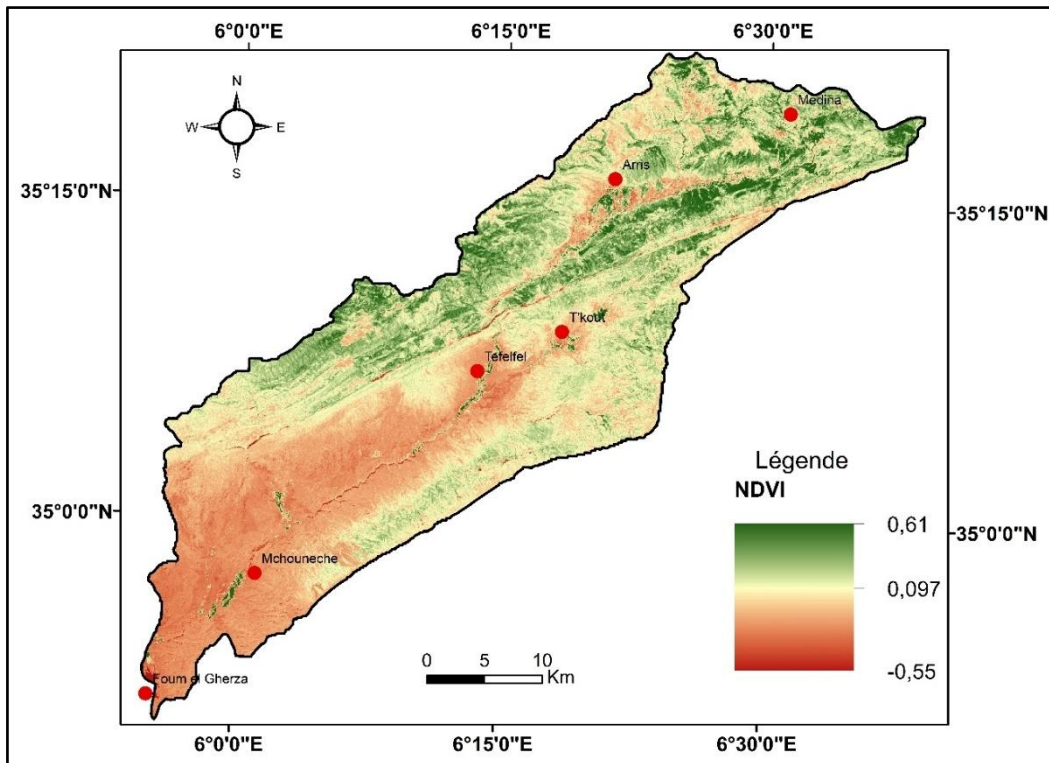 6°0'0"E 6°15'0"E 6°30'0"E
N
W E
S
Medina
Arris
35°15'0"N
35°15'0"N
T'kout
Tefelfel
Légende
NDVI
35°0'0"N
0,61
35°0'0"N
Mchouneche
0,097
0 5 10
Km
-0,55
Foum el Gherza
6°0'0"E 6°15'0"E 6°30'0"E